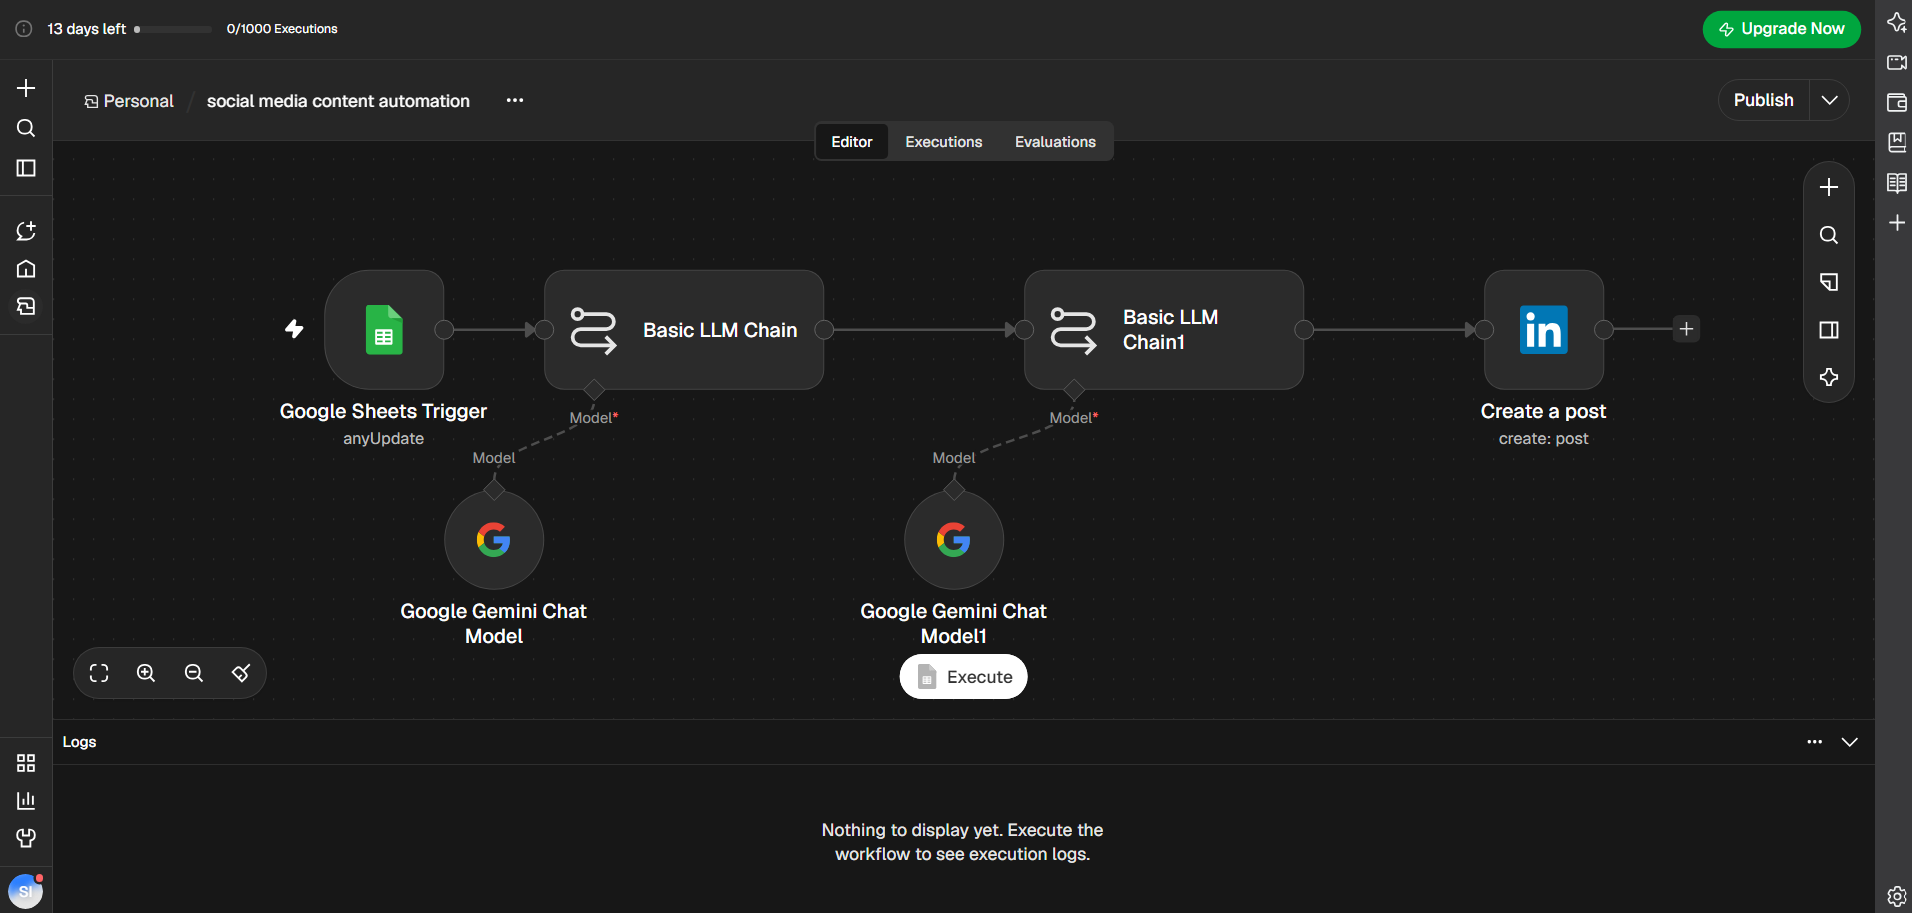 13 days left
0/1000 Executions
Upgrade Now
Personal / social media content automation
Publish
Editor
Executions
Evaluations
Basic LLM Chain
Basic LLM
Chain1
in
Google Sheets Trigger
anyUpdate
Model*
Model*
Create a post
create: post
Model
Model
Google Gemini Chat
Model
Google Gemini Chat
Model1
Execute
Logs
Nothing to display yet. Execute the
workflow to see execution logs.
SI